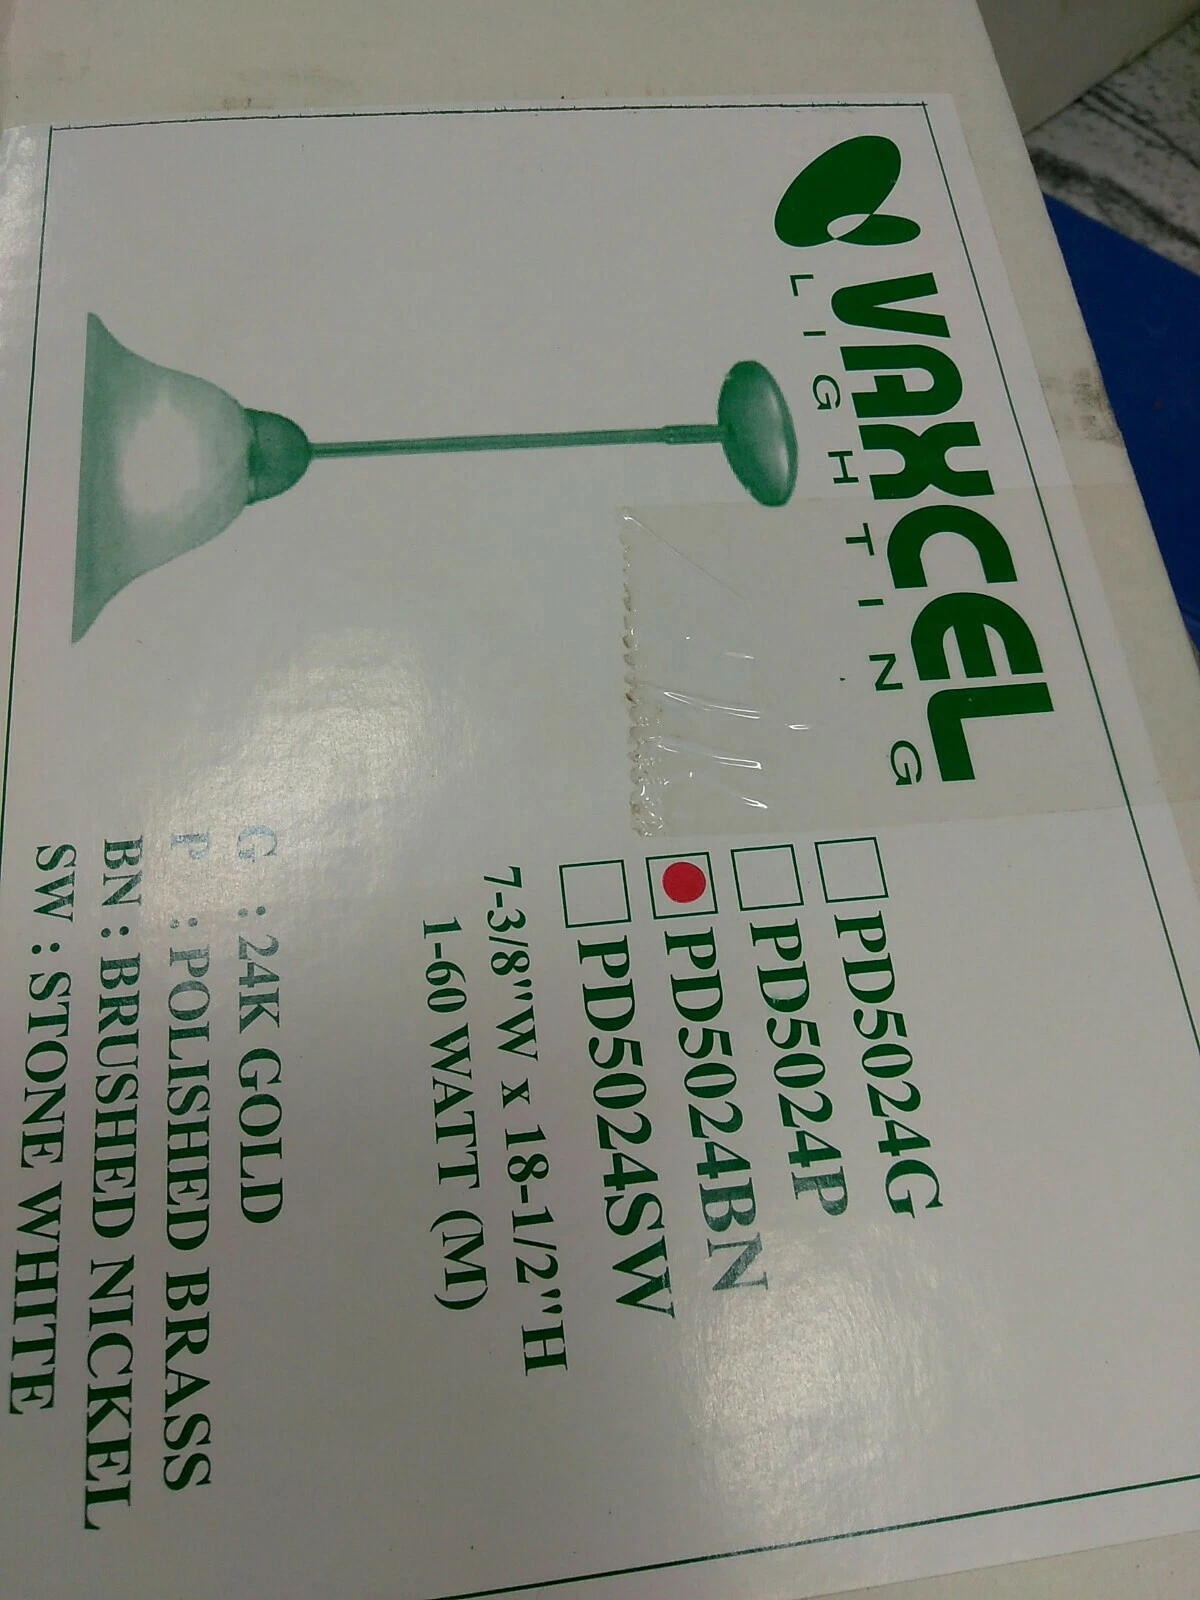 VAXCEL
LIGHTING
PD5024G
PD5024P
PD5024BN
PD5024SW
7-3/8"W x 18-1/2"H
1-60 WATT (M)
G : 24K GOLD
P : POLISHED BRASS
BN : BRUSHED NICKEL
SW : STONE WHITE